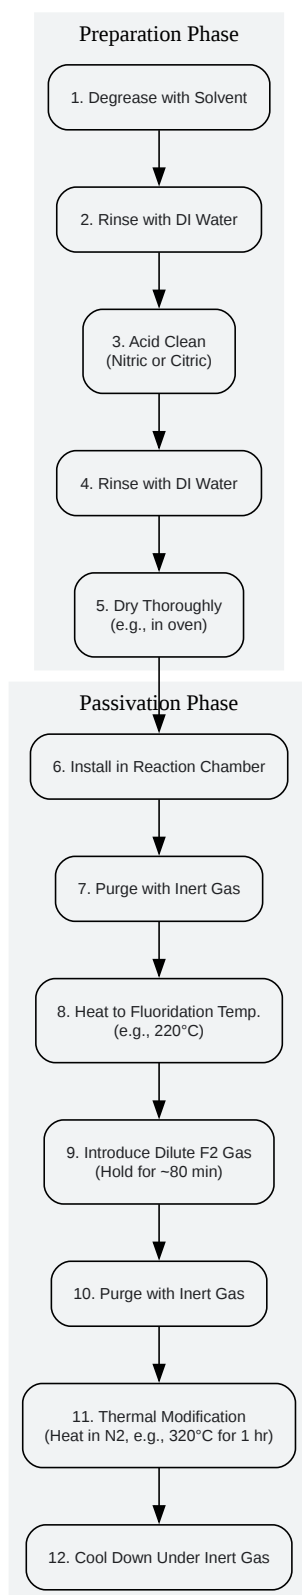 Preparation Phase
1. Degrease with Solvent
2. Rinse with DI Water
3. Acid Clean
(Nitric or Citric)
4. Rinse with DI Water
5. Dry Thoroughly
(e.g., in oven)
Passivation Phase
6. Install in Reaction Chamber
7. Purge with Inert Gas
8. Heat to Fluoridation Temp.
(e.g., 220°C)
9. Introduce Dilute F2 Gas
(Hold for ~80 min)
10. Purge with Inert Gas
11. Thermal Modification
(Heat in N2, e.g., 320°C for 1 hr)
12. Cool Down Under Inert Gas